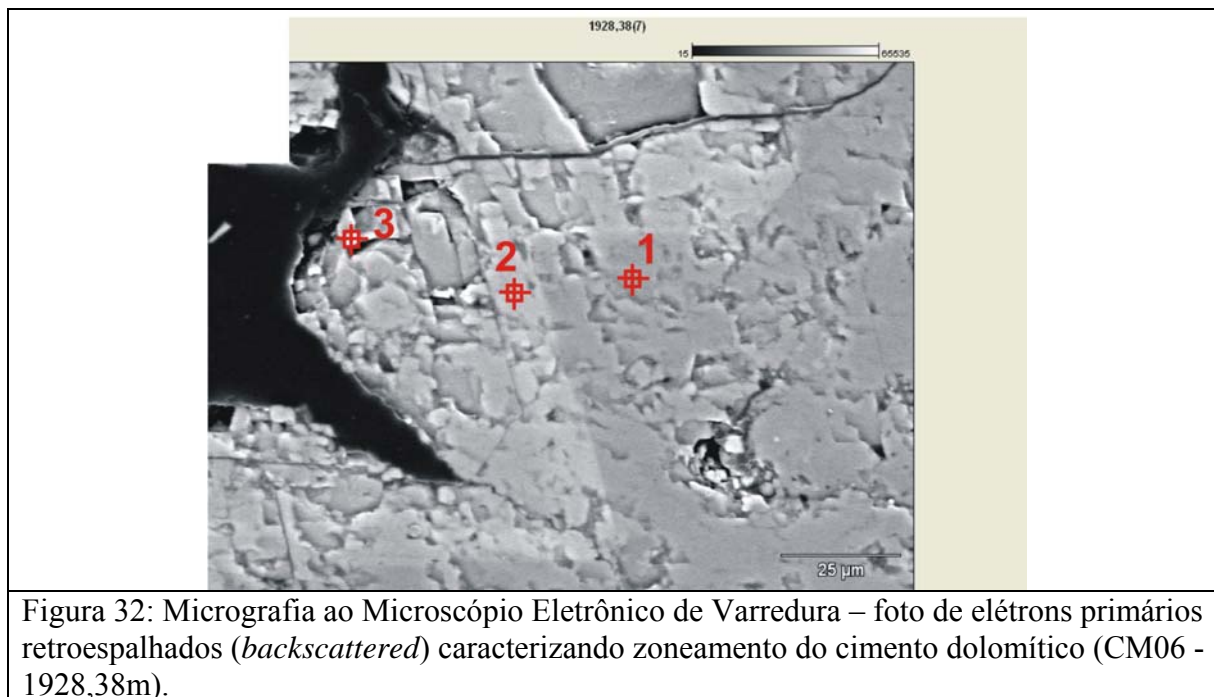 1928,38(7)
15 65535
3
2
1
25 µm
Figura 32: Micrografia ao Microscópio Eletrônico de Varredura – foto de elétrons primários
retroespalhados (backscattered) caracterizando zoneamento do cimento dolomítico (CM06 -
1928,38m).